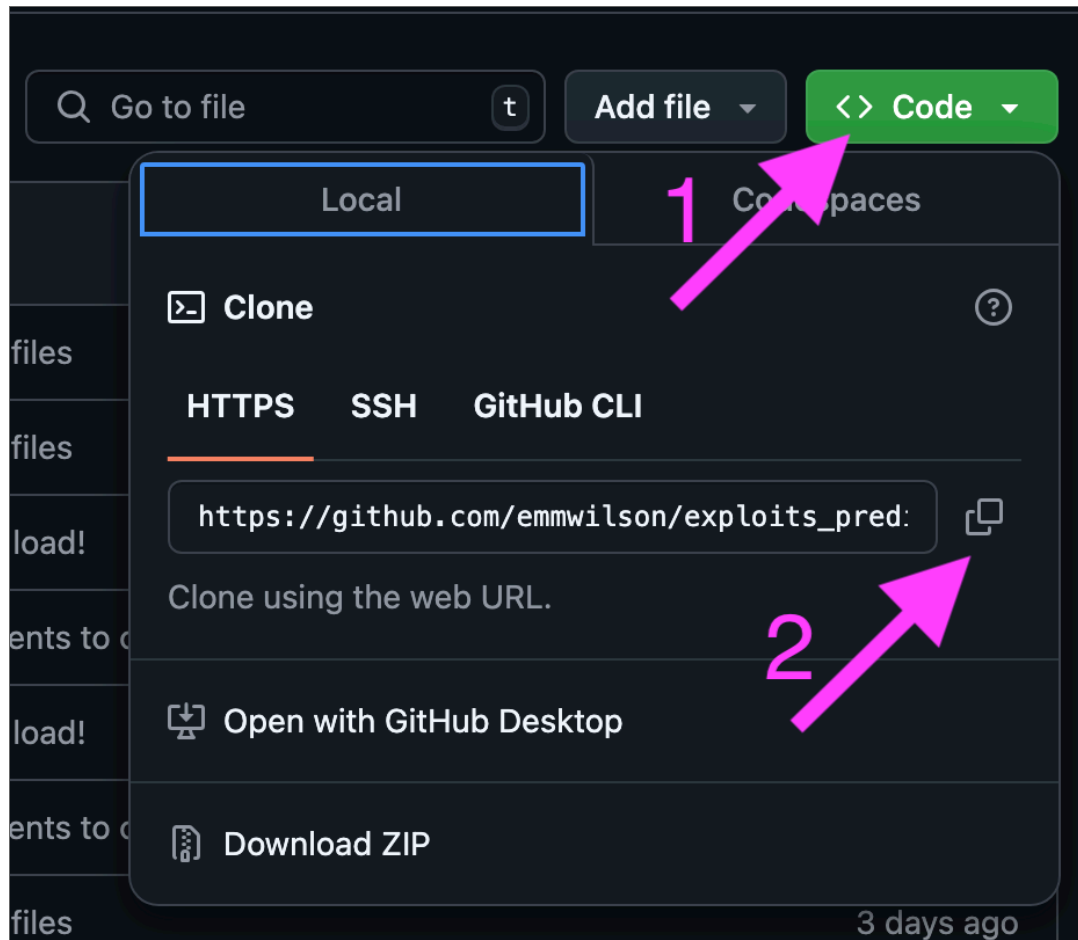 Go to file t Add file <> Code
Local 1 Codespaces
Clone
files
HTTPS SSH GitHub CLI
files
https://github.com/emmwilson/exploits_pred
load!
Clone using the web URL.
ents to
2
Open with GitHub Desktop
load!
ents to
Download ZIP
files 3 days ago